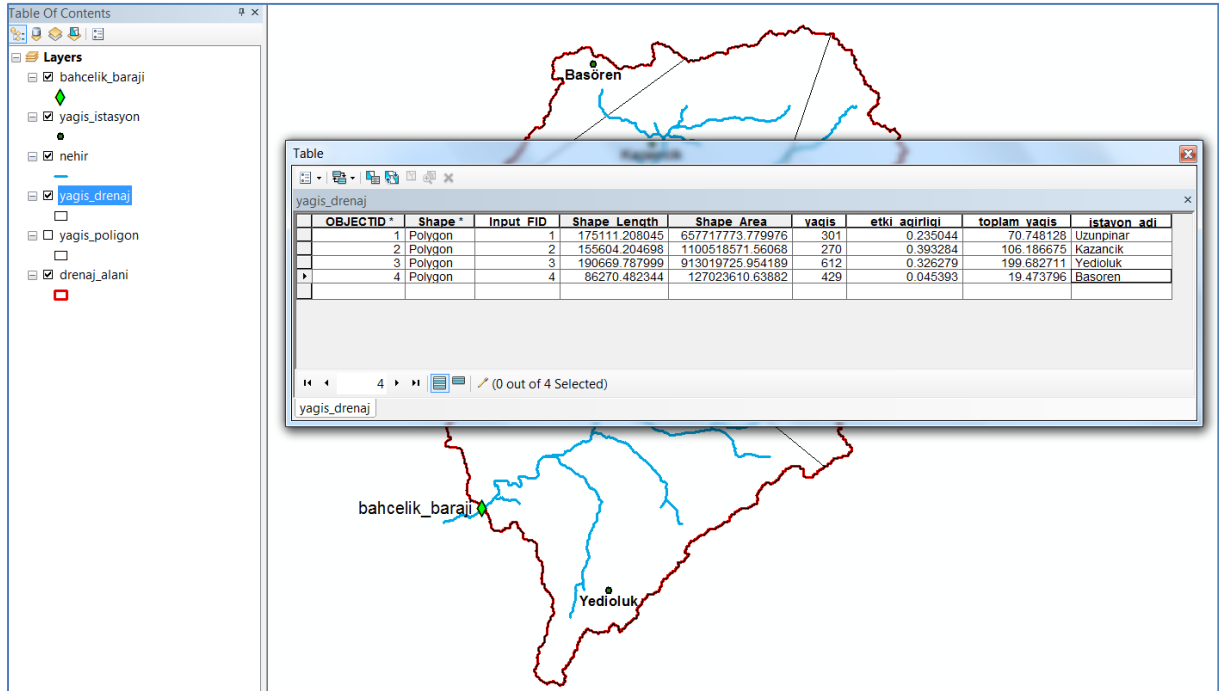 Table Of Contents
Layers
bahcelik_baraji
yagis_istasyon
nehir
yagis_drenaj
yagis_poligon
drenaj_alani
Basören
Table
yagis_drenaj
OBJECTID * Shape * Input_FID Shape_Length Shape_Area yagis etki_agirligi toplam_yagis istayon_adi
1 Polygon 1 175111.208045 657717773.779976 301 0.235044 70.748128 Uzunpinar
2 Polygon 2 155604.204698 1100518571.56068 270 0.393284 106.186675 Kazancik
3 Polygon 3 190669.787999 913019725.954189 612 0.326279 199.682711 Yedioluk
4 Polygon 4 86270.482344 127023610.63882 429 0.045393 19.473796 Basoren
4 (0 out of 4 Selected)
yagis_drenaj
bahcelik_baraji
Yedioluk